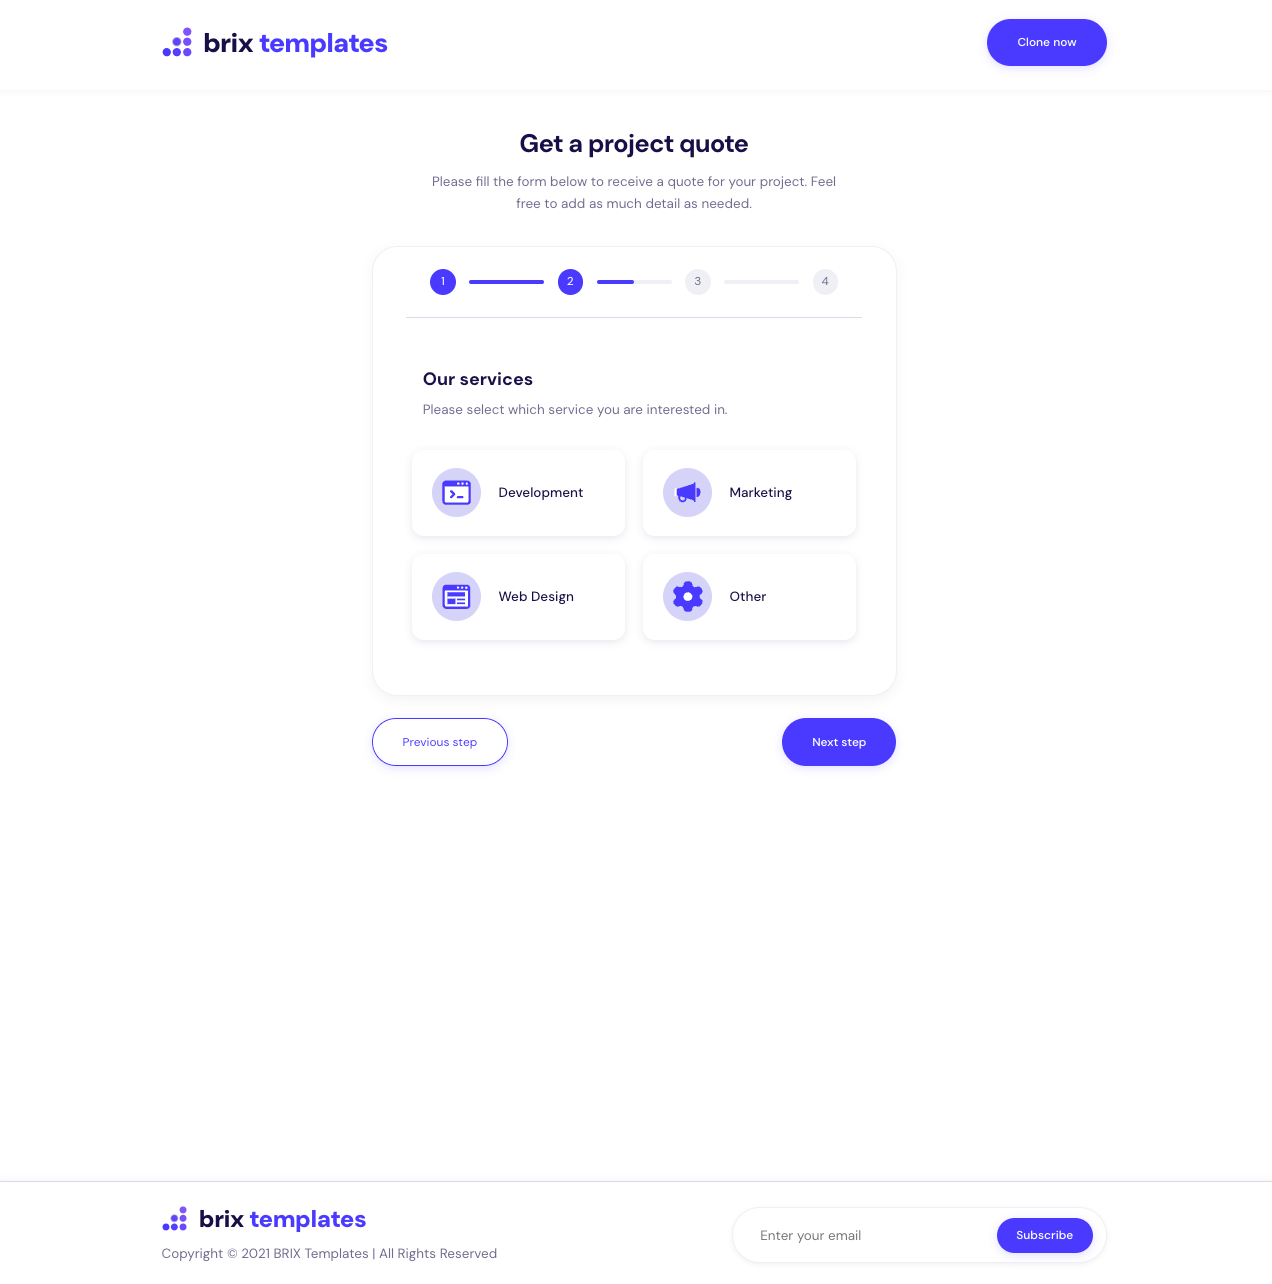 brix templates
Clone now
Get a project quote
Please fill the form below to receive a quote for your project. Feel
free to add as much detail as needed.
1
2
3
4
Our services
Please select which service you are interested in.
Development
Marketing
Web Design
Other
Previous step
Next step
brix templates
Copyright © 2021 BRIX Templates | All Rights Reserved
Enter your email
Subscribe